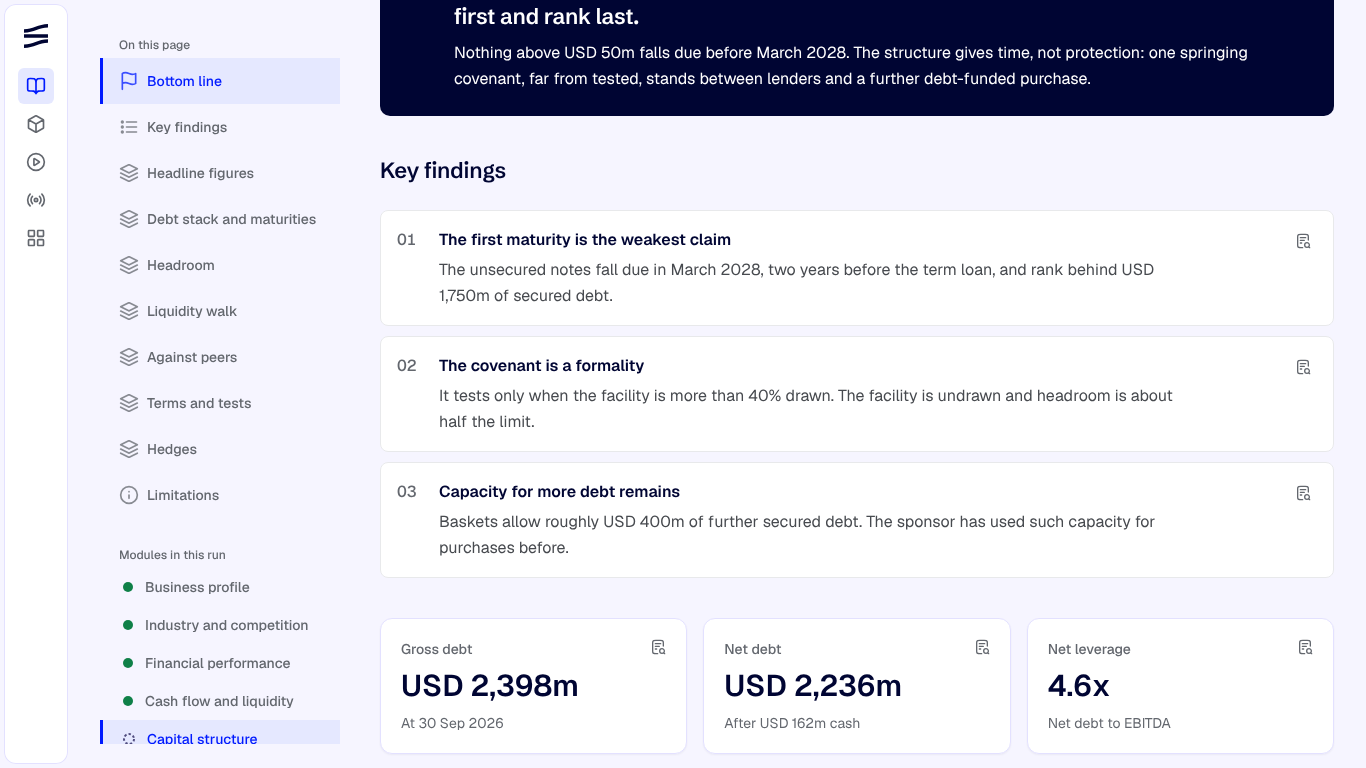 On this page
Bottom line
Key findings
Headline figures
Debt stack and maturities
Headroom
Liquidity walk
Against peers
Terms and tests
Hedges
Limitations
Modules in this run
Business profile
Industry and competition
Financial performance
Cash flow and liquidity
Capital structure
first and rank last.
Nothing above USD 50m falls due before March 2028. The structure gives time, not protection: one springing
covenant, far from tested, stands between lenders and a further debt-funded purchase.
Key findings
01
The first maturity is the weakest claim
The unsecured notes fall due in March 2028, two years before the term loan, and rank behind USD
1,750m of secured debt.
02
The covenant is a formality
It tests only when the facility is more than 40% drawn. The facility is undrawn and headroom is about
half the limit.
03
Capacity for more debt remains
Baskets allow roughly USD 400m of further secured debt. The sponsor has used such capacity for
purchases before.
Gross debt
USD 2,398m
At 30 Sep 2026
Net debt
USD 2,236m
After USD 162m cash
Net leverage
4.6x
Net debt to EBITDA